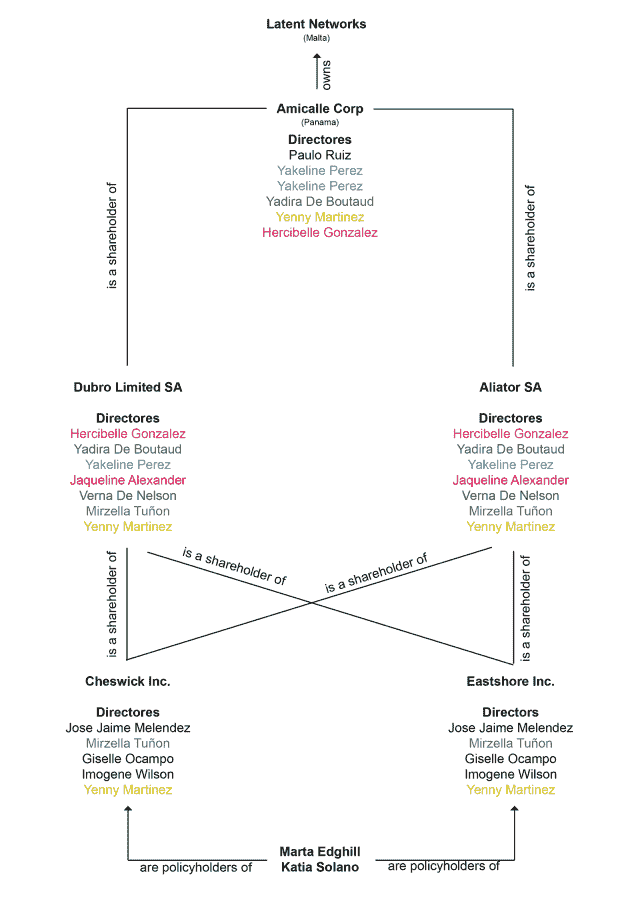 Latent Networks
(Malta)
owns
Amicalle Corp
(Panama)
Directores
Paulo Ruiz
Yakeline Perez
Yakeline Perez
Yadira De Boutaud
Yenny Martinez
Hercibelle Gonzalez
is a shareholder of
is a shareholder of
Dubro Limited SA
Directores
Hercibelle Gonzalez
Yadira De Boutaud
Yakeline Perez
Jaqueline Alexander
Verna De Nelson
Mirzella Tuñon
Yenny Martinez
Aliator SA
Directores
Hercibelle Gonzalez
Yadira De Boutaud
Yakeline Perez
Jaqueline Alexander
Verna De Nelson
Mirzella Tuñon
Yenny Martinez
is a shareholder of
is a shareholder of
is a shareholder of
is a shareholder of
Cheswick Inc.
Directores
Jose Jaime Melendez
Mirzella Tuñon
Giselle Ocampo
Imogene Wilson
Yenny Martinez
Eastshore Inc.
Directors
Jose Jaime Melendez
Mirzella Tuñon
Giselle Ocampo
Imogene Wilson
Yenny Martinez
Marta Edghill
Katia Solano
are policyholders of
are policyholders of